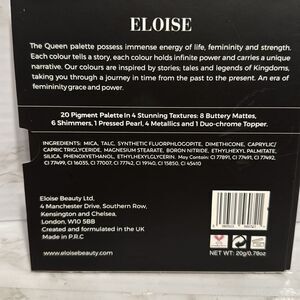 ELOISE
The Queen palette possess immense energy of life, femininity and strength.
Each colour tells a story, each colour holds infinite power and carries a unique
narrative. Our colours are inspired by stories, tales and legends of Kingdoms,
taking you through a journey in time from the past to the present. An era of
femininity grace and power.
20 Pigment Palette In 4 Stunning Textures: 8 Buttery Mattes,
6 Shimmers, 1 Pressed Pearl, 4 Metallics and 1 Duo-chrome Topper.
INGREDIENTS: MICA, TALC, SYNTHETIC FLUORPHLOGOPITE, DIMETHICONE, CAPRYLIC/
CAPRIC TRIGLYCERIDE, MAGNESIUM STEARATE, BORON NITRIDE, ETHYLHEXYL PALMITATE,
SILICA, PHENOXYETHANOL, ETHYLHEXYLGLYCERIN. May Contain: CI 77891, CI 77491, CI 77492,
CI 77499, CI 16035, CI 77007, CI 77742, CI 19140, CI 15850, CI 45410
Eloise Beauty Ltd,
4 Manchester Drive, Southern Row,
Kensington and Chelsea,
London, W10 5BB
Created and formulated in the UK
Made in P.R.C
www.eloisebeauty.com
NET WT: 20g/0.70oz